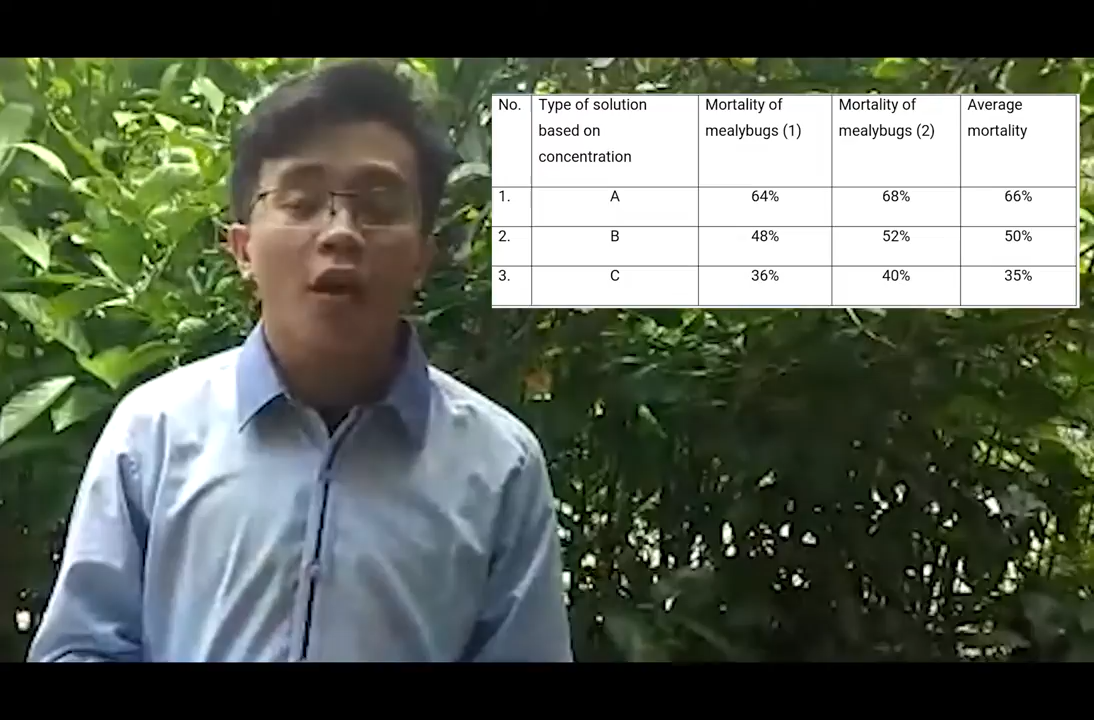 No. Type of solution based on concentration Mortality of mealybugs (1) Mortality of mealybugs (2) Average mortality
1. A 64% 68% 66%
2. B 48% 52% 50%
3. C 36% 40% 35%